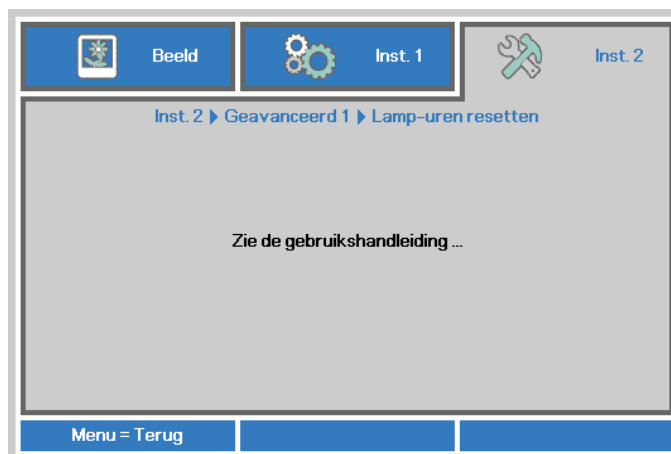 Beeld
Inst. 1
Inst. 2
Inst. 2 ▶ Geavanceerd 1 ▶ Lamp-uren resetten
Zie de gebruikshandleiding ...
Menu = Terug